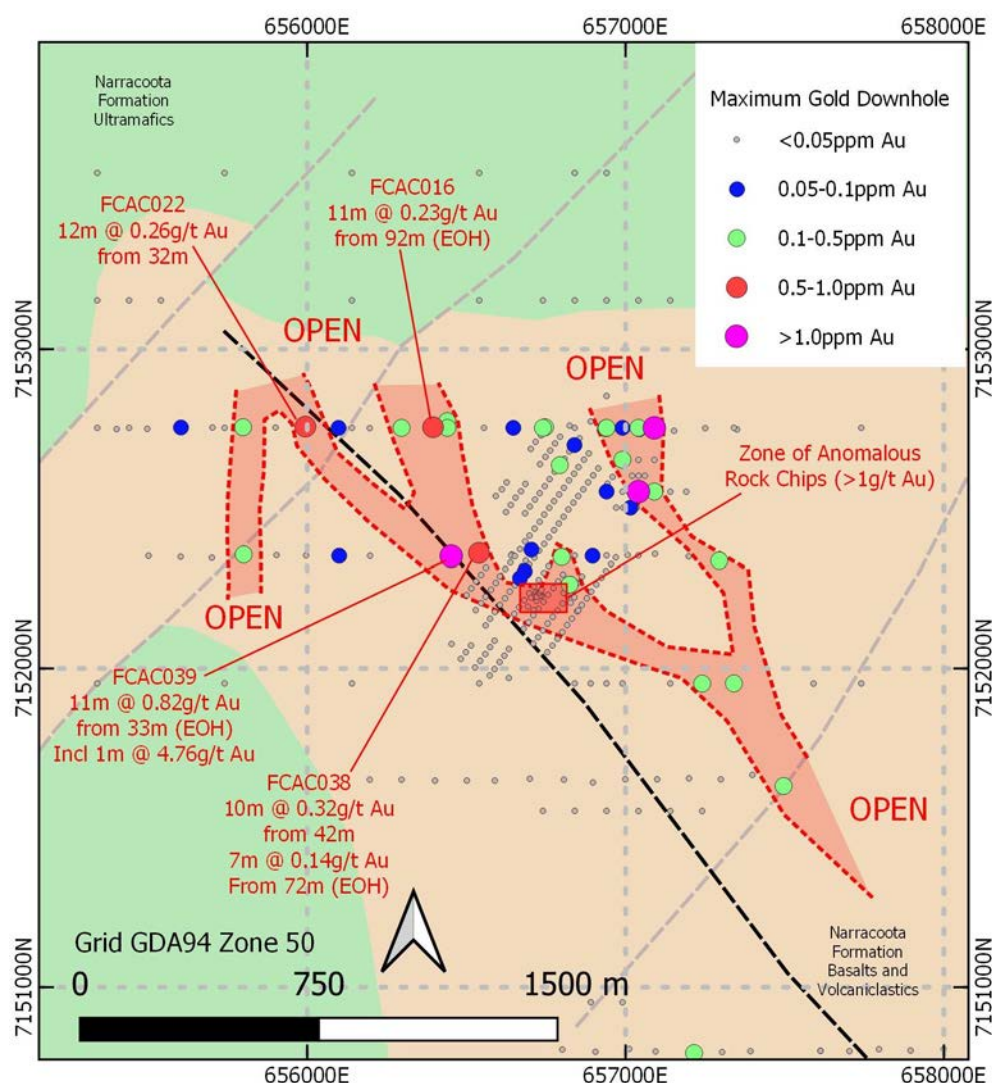 656000E
657000E
658000E
Narracoota
Formation
Ultramafics
Maximum Gold Downhole
<0.05ppm Au
0.05-0.1ppm Au
0.1-0.5ppm Au
0.5-1.0ppm Au
>1.0ppm Au
FCAC022
12m @ 0.26g/t Au
from 32m
FCAC016
11m @ 0.23g/t Au
from 92m (EOH)
7153000N
OPEN
OPEN
7153000N
Zone of Anomalous
Rock Chips (>1g/t Au)
OPEN
7152000N
7152000N
FCAC039
11m @ 0.82g/t Au
from 33m (EOH)
Incl 1m @ 4.76g/t Au
FCAC038
10m @ 0.32g/t Au
from 42m
7m @ 0.14g/t Au
From 72m (EOH)
OPEN
Grid GDA94 Zone 50
0
750
1500 m
Narracoota
Formation
Basalts and
Volcaniclastics
7151000N
7151000N
656000E
657000E
658000E